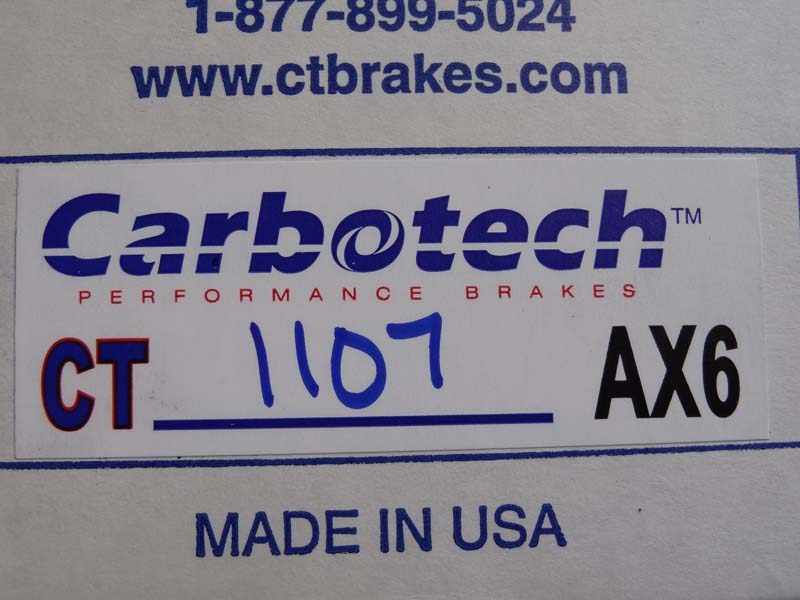 1-877-899-5024
www.ctbrakes.com
Carbotech™
PERFORMANCE BRAKES
CT 1107 AX6
MADE IN USA